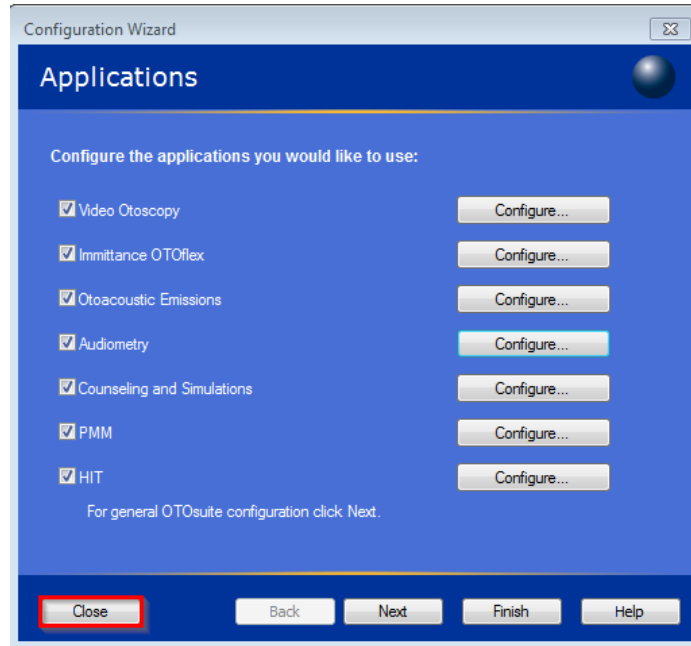 Configuration Wizard
Applications
Configure the applications you would like to use:
Video Otoscopy Configure...
Immittance OTOflex Configure...
Otoacoustic Emissions Configure...
Audiometry Configure...
Counseling and Simulations Configure...
PMM Configure...
HIT Configure...
For general OTOsuite configuration click Next.
Close Back Next Finish Help